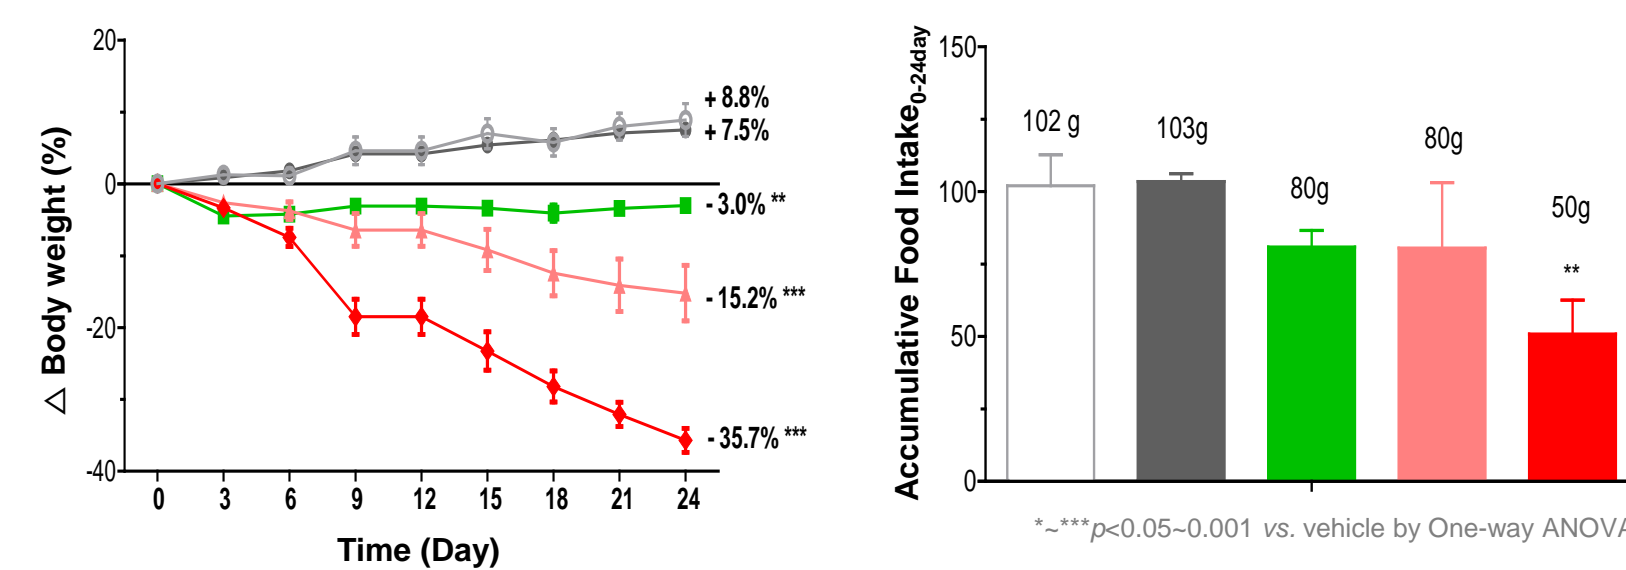 20
0
-20
-40
△ Body weight (%)
+ 8.8%
+ 7.5%
- 3.0% **
- 15.2% ***
- 35.7% ***
0 3 6 9 12 15 18 21 24
Time (Day)
Accumulative Food Intake0-24day
150
100
50
0
102 g
103g
80g
80g
50g
**
*~***p<0.05~0.001 vs. vehicle by One-way ANOVA